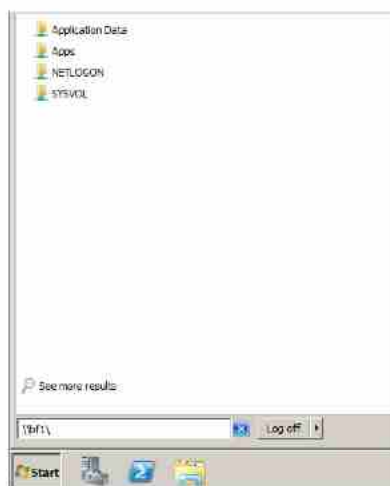 Application Data
Apps
NETLOGON
SYSVOL
See more results
\\bf1\
Log off
Start